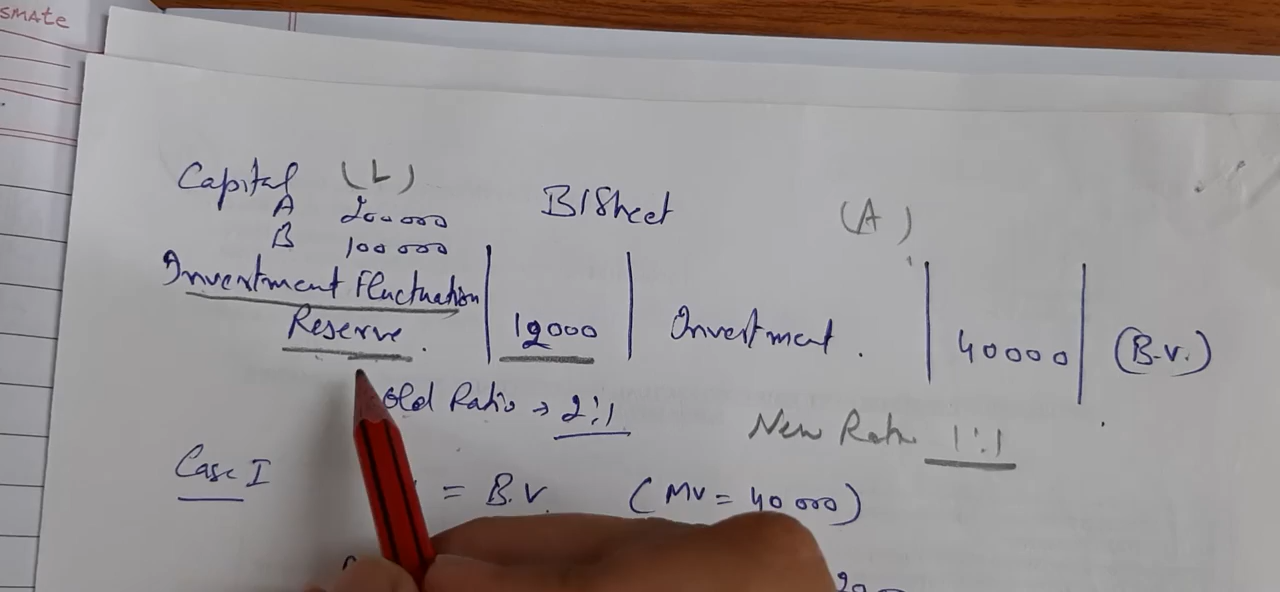 SMAte
Capital (L)
A 200000
B 100000
B/Sheet (A)
Investment Fluctuation
Reserve. 12000 Investment. 40000 (B.V.)
Old Ratio → 2:1
New Ratio 1:1
Case I = B.V. (MV = 40000)